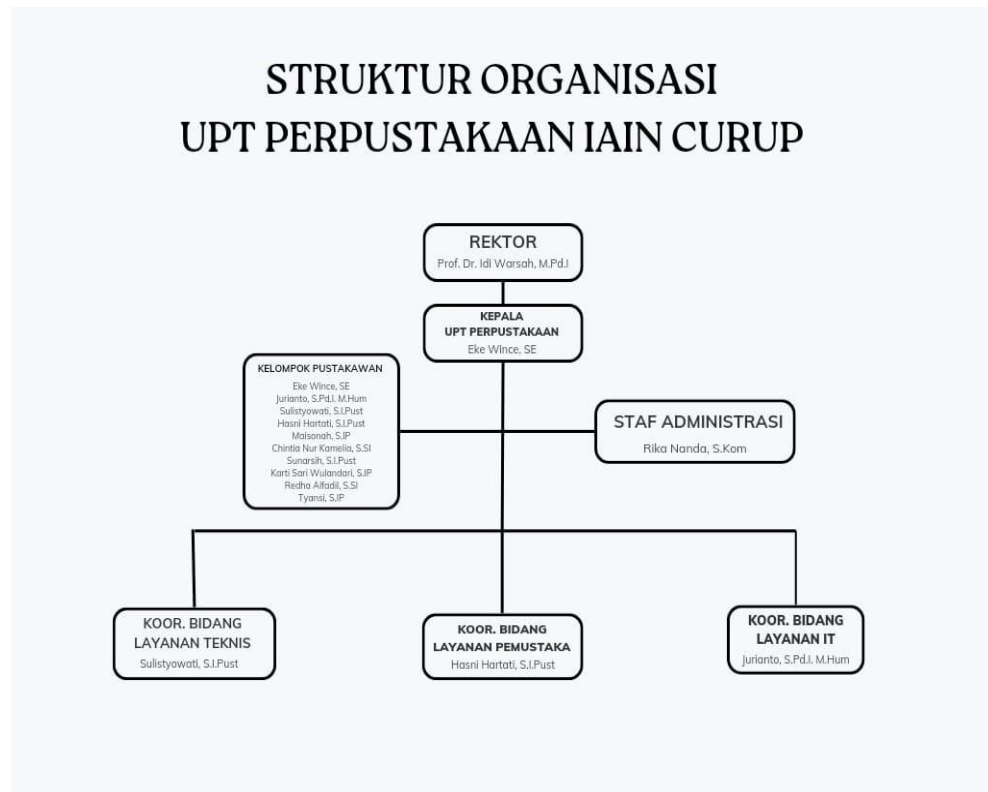 STRUKTUR ORGANISASI
UPT PERPUSTAKAAN IAIN CURUP
REKTOR
Prof. Dr. Idi Warsah, M.Pd.I
KEPALA
UPT PERPUSTAKAAN
Eke Wince, SE
KELOMPOK PUSTAKAWAN
Eke Wince, SE
Jurianto, S.Pd,I. M.Hum
Sulistyowati, S.I.Pust
Hasni Hartati, S.I.Pust
Maisonah, S.IP
Chintia Nur Kamelia, S.SI
Sunarsih, S.I.Pust
Karti Sari Wulandari, S.IP
Redha Alfadil, S.SI
Tyansi, S.IP
STAF ADMINISTRASI
Rika Nanda, S.Kom
KOOR. BIDANG
LAYANAN TEKNIS
Sulistyowati, S.I.Pust
KOOR. BIDANG
LAYANAN PEMUSTAKA
Hasni Hartati, S.I.Pust
KOOR. BIDANG
LAYANAN IT
Jurianto, S.Pd.I. M.Hum